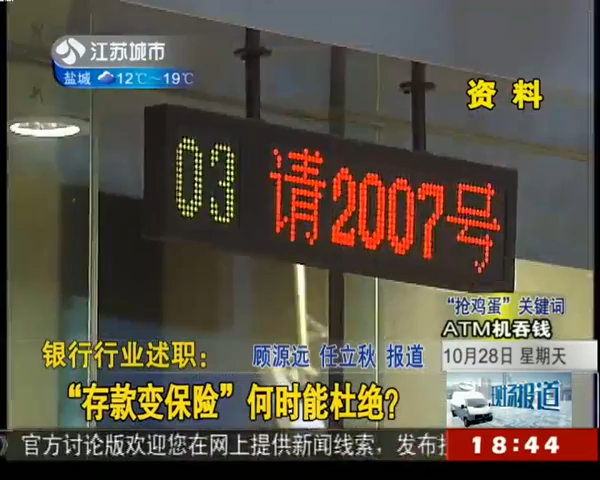 江苏城市
盐城 12℃～19℃
资料
03 请2007号
“抢鸡蛋”关键词
ATM机吞钱
银行行业述职：
顾源远 任立秋 报道
10月28日 星期天
“存款变保险”何时能杜绝？
现场报道
官方讨论版欢迎您在网上提供新闻线索，发布
18:44